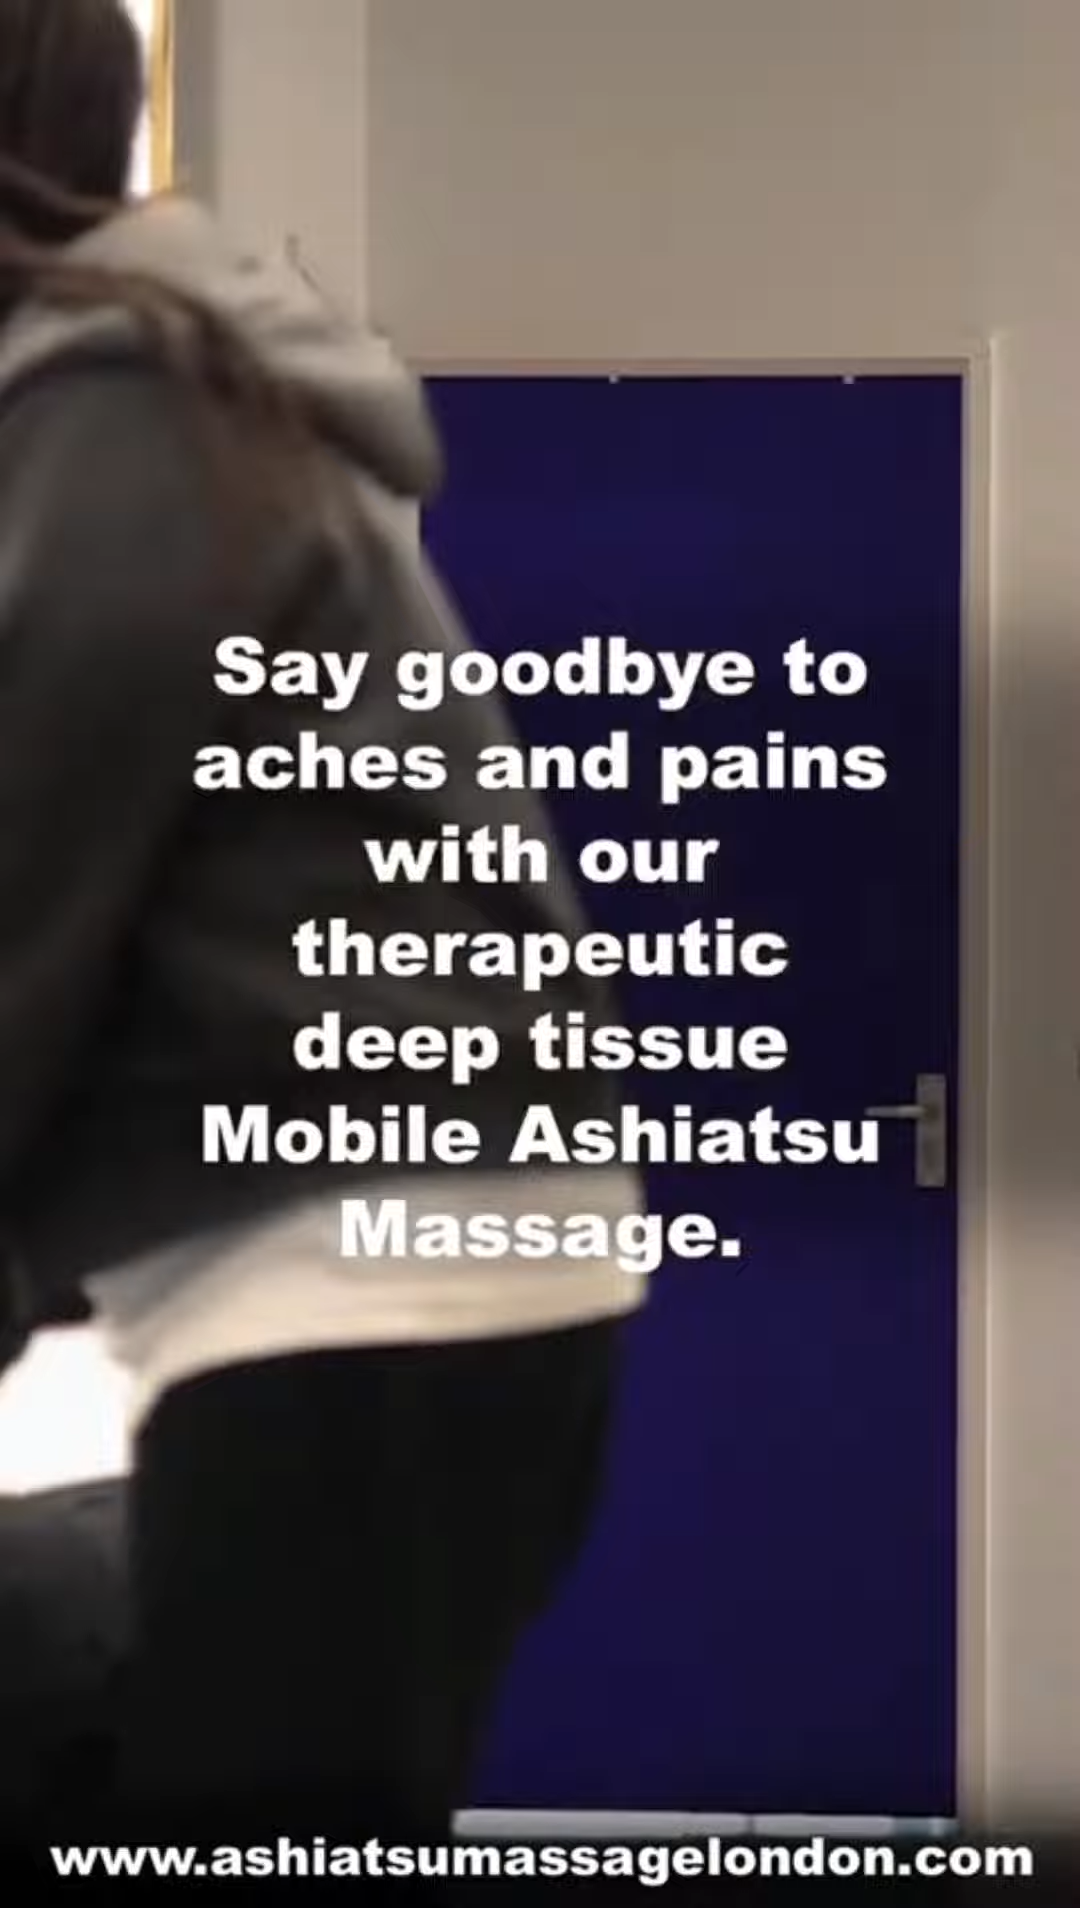 Say goodbye to
aches and pains
with our
therapeutic
deep tissue
Mobile Ashiatsu
Massage.
www.ashiatsumassagelondon.com